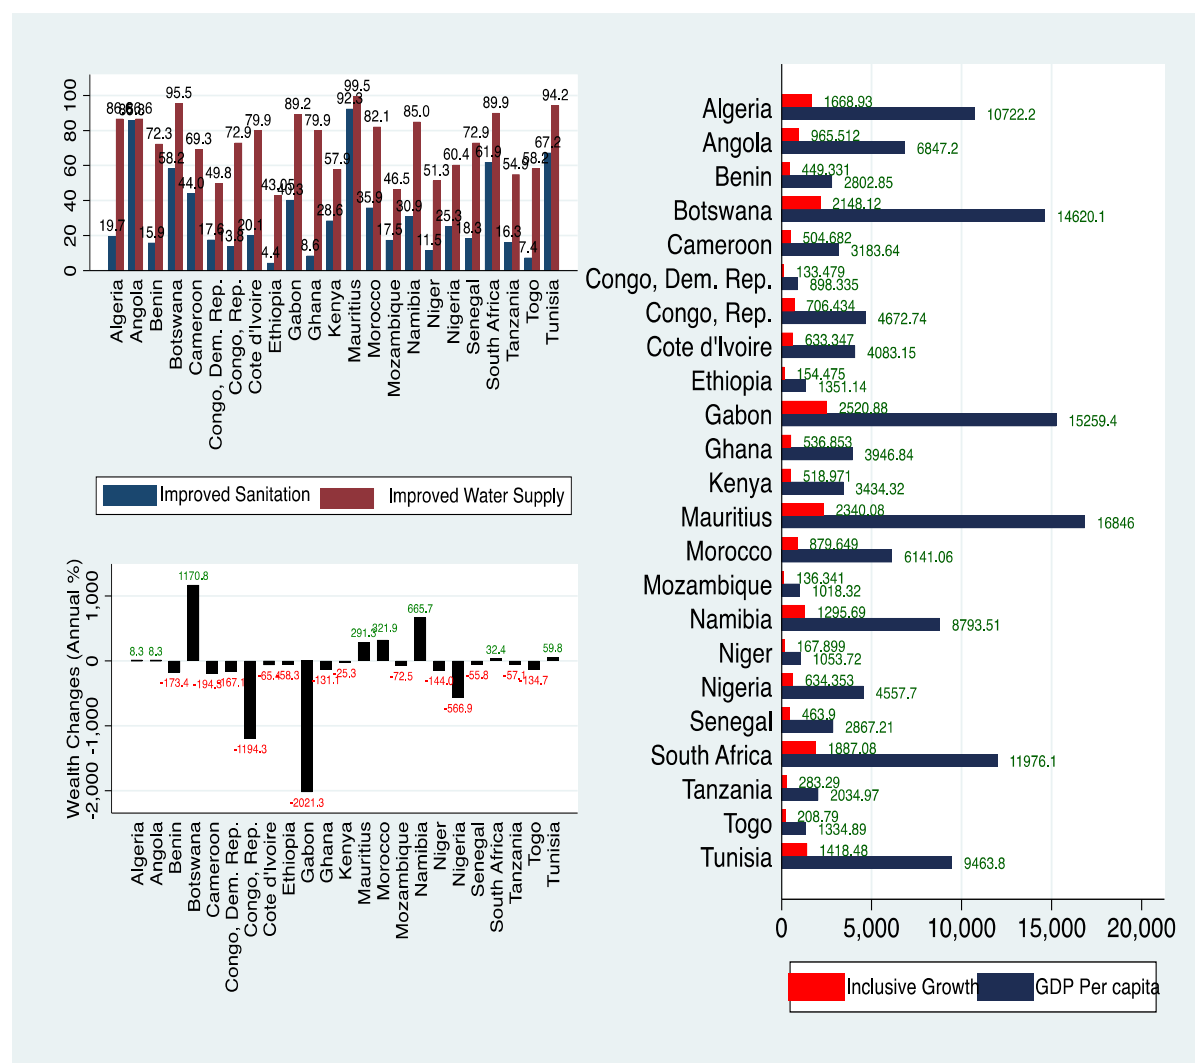 100
80
60
40
20
0
19.7
86.6
86.6
15.9
72.3
58.2
95.5
44.0
69.3
17.6
49.8
13.8
72.9
20.1
79.9
4.4
43.05
40.3
89.2
8.6
79.9
28.6
57.9
92.3
99.5
35.9
82.1
17.5
46.5
30.9
85.0
11.5
51.3
25.3
60.4
18.3
72.9
61.9
89.9
16.3
54.9
7.4
58.2
67.2
94.2
Algeria
Angola
Benin
Botswana
Cameroon
Congo, Dem. Rep.
Congo, Rep.
Cote d'Ivoire
Ethiopia
Gabon
Ghana
Kenya
Mauritius
Morocco
Mozambique
Namibia
Niger
Nigeria
Senegal
South Africa
Tanzania
Togo
Tunisia
Improved Sanitation
Improved Water Supply
Wealth Changes (Annual %)
1,000
0
-1,000
-2,000
8.3
8.3
-173.4
1170.8
-194.5
-167.1
-1194.3
-65.4
-58.3
-2021.3
-131.1
-25.3
291.3
321.9
-72.5
665.7
-144.0
-566.9
-55.8
32.4
-57.1
-134.7
59.8
Algeria
Angola
Benin
Botswana
Cameroon
Congo, Dem. Rep.
Congo, Rep.
Cote d'Ivoire
Ethiopia
Gabon
Ghana
Kenya
Mauritius
Morocco
Mozambique
Namibia
Niger
Nigeria
Senegal
South Africa
Tanzania
Togo
Tunisia
Algeria 1668.93 10722.2
Angola 965.512 6847.2
Benin 449.331 2802.85
Botswana 2148.12 14620.1
Cameroon 504.682 3183.64
Congo, Dem. Rep. 133.479 898.335
Congo, Rep. 706.434 4672.74
Cote d'Ivoire 633.347 4083.15
Ethiopia 154.475 1351.14
Gabon 2520.88 15259.4
Ghana 536.853 3946.84
Kenya 518.971 3434.32
Mauritius 2340.08 16846
Morocco 879.649 6141.06
Mozambique 136.341 1018.32
Namibia 1295.69 8793.51
Niger 167.899 1053.72
Nigeria 634.353 4557.7
Senegal 463.9 2867.21
South Africa 1887.08 11976.1
Tanzania 283.29 2034.97
Togo 208.79 1334.89
Tunisia 1418.48 9463.8
0 5,000 10,000 15,000 20,000
Inclusive Growth
GDP Per capita